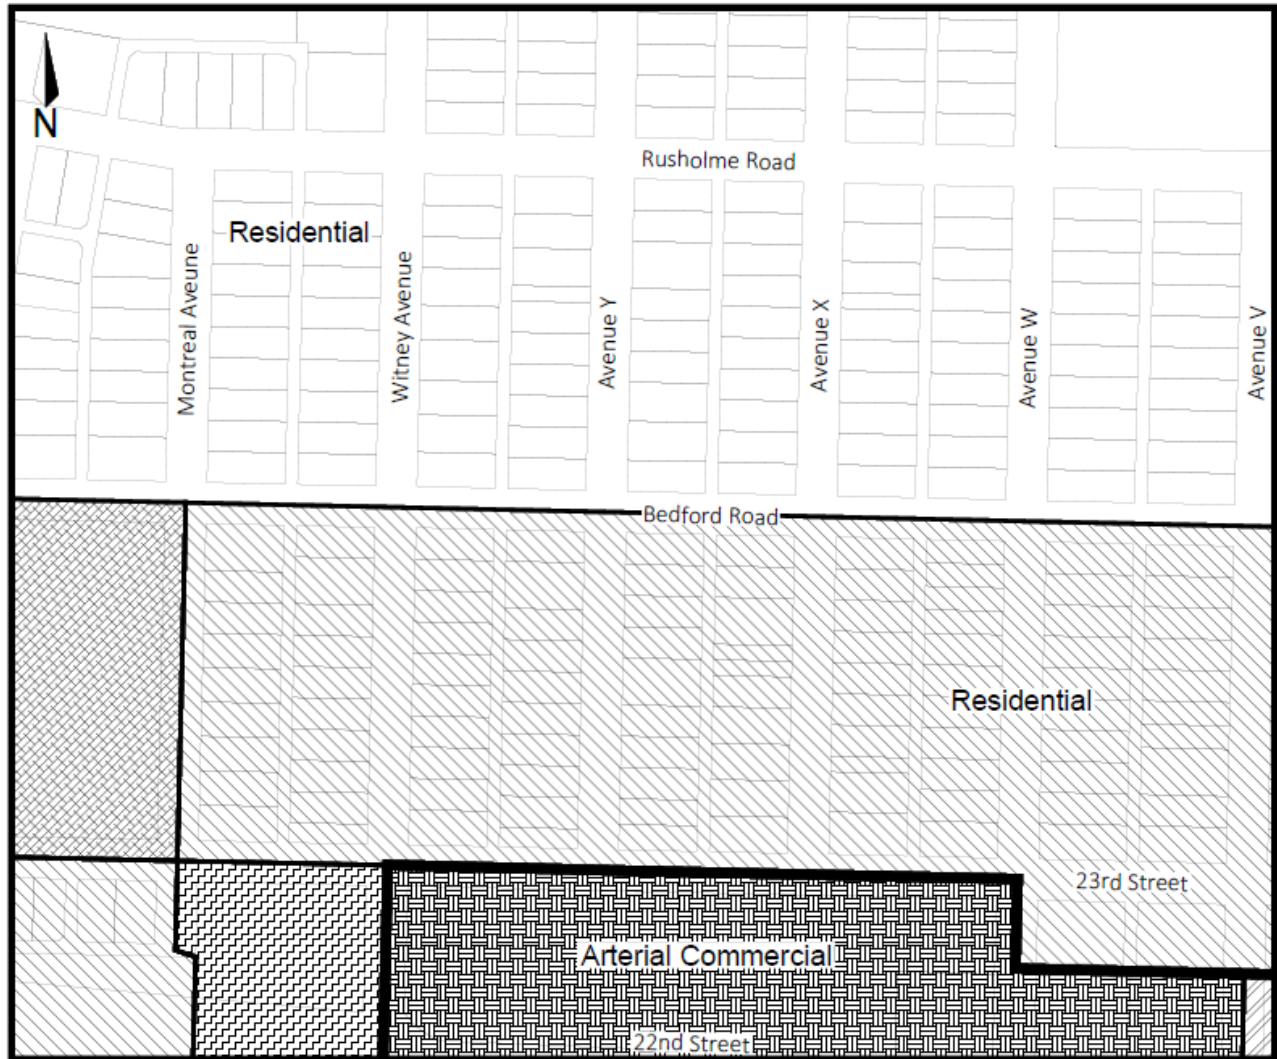 N
Rusholme Road
Residential
Montreal Aveune
Witney Avenue
Avenue Y
Avenue X
Avenue W
Avenue V
Bedford Road
Residential
23rd Street
Arterial Commercial
22nd Street